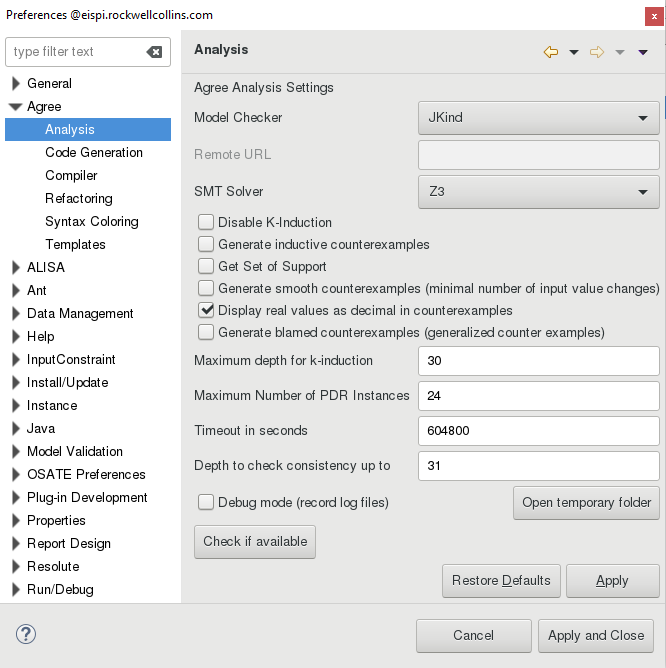 Preferences @eispi.rockwellcollins.com
x
type filter text
General
Agree
Analysis
Code Generation
Compiler
Refactoring
Syntax Coloring
Templates
ALISA
Ant
Data Management
Help
InputConstraint
Install/Update
Instance
Java
Model Validation
OSATE Preferences
Plug-in Development
Properties
Report Design
Resolute
Run/Debug
Analysis
Agree Analysis Settings
Model Checker JKind
Remote URL
SMT Solver Z3
Disable K-Induction
Generate inductive counterexamples
Get Set of Support
Generate smooth counterexamples (minimal number of input value changes)
Display real values as decimal in counterexamples
Generate blamed counterexamples (generalized counter examples)
Maximum depth for k-induction 30
Maximum Number of PDR Instances 24
Timeout in seconds 604800
Depth to check consistency up to 31
Debug mode (record log files) Open temporary folder
Check if available
Restore Defaults Apply
? Cancel Apply and Close